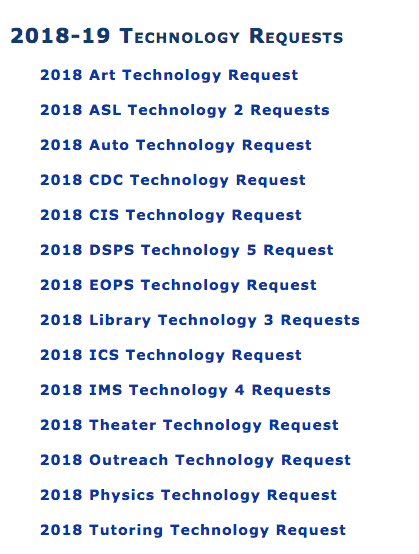 2018-19 Technology Requests
2018 Art Technology Request
2018 ASL Technology 2 Requests
2018 Auto Technology Request
2018 CDC Technology Request
2018 CIS Technology Request
2018 DSPS Technology 5 Request
2018 EOPS Technology Request
2018 Library Technology 3 Requests
2018 ICS Technology Request
2018 IMS Technology 4 Requests
2018 Theater Technology Request
2018 Outreach Technology Request
2018 Physics Technology Request
2018 Tutoring Technology Request